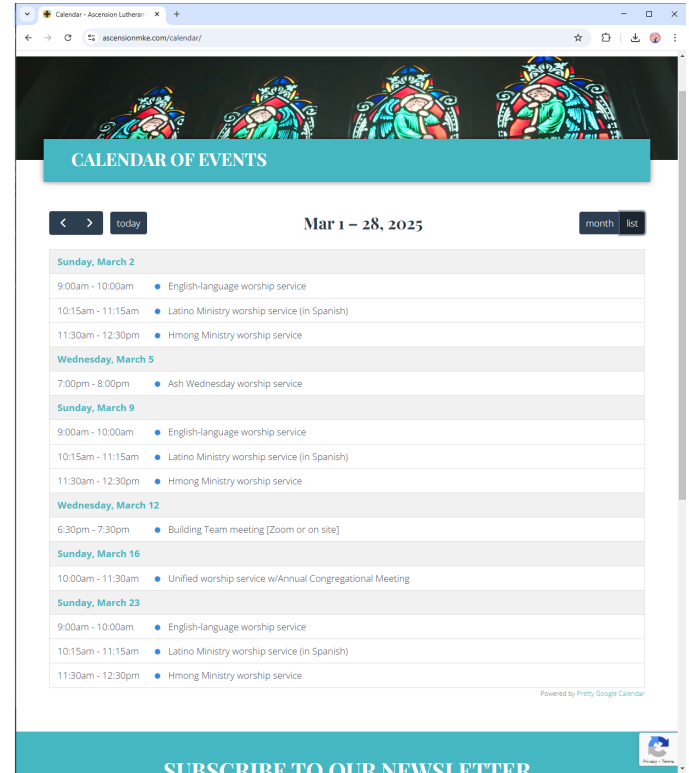 Calendar - Ascension Lutheran
ascensionmke.com/calendar/
CALENDAR OF EVENTS
today
Mar 1 – 28, 2025
month list
Sunday, March 2
9:00am - 10:00am English-language worship service
10:15am - 11:15am Latino Ministry worship service (in Spanish)
11:30am - 12:30pm Hmong Ministry worship service
Wednesday, March 5
7:00pm - 8:00pm Ash Wednesday worship service
Sunday, March 9
9:00am - 10:00am English-language worship service
10:15am - 11:15am Latino Ministry worship service (in Spanish)
11:30am - 12:30pm Hmong Ministry worship service
Wednesday, March 12
6:30pm - 7:30pm Building Team meeting [Zoom or on site]
Sunday, March 16
10:00am - 11:30am Unified worship service w/Annual Congregational Meeting
Sunday, March 23
9:00am - 10:00am English-language worship service
10:15am - 11:15am Latino Ministry worship service (in Spanish)
11:30am - 12:30pm Hmong Ministry worship service
Powered by Pretty Google Calendar
Privacy - Terms
SUBSCRIBE TO OUR NEWSLETTER